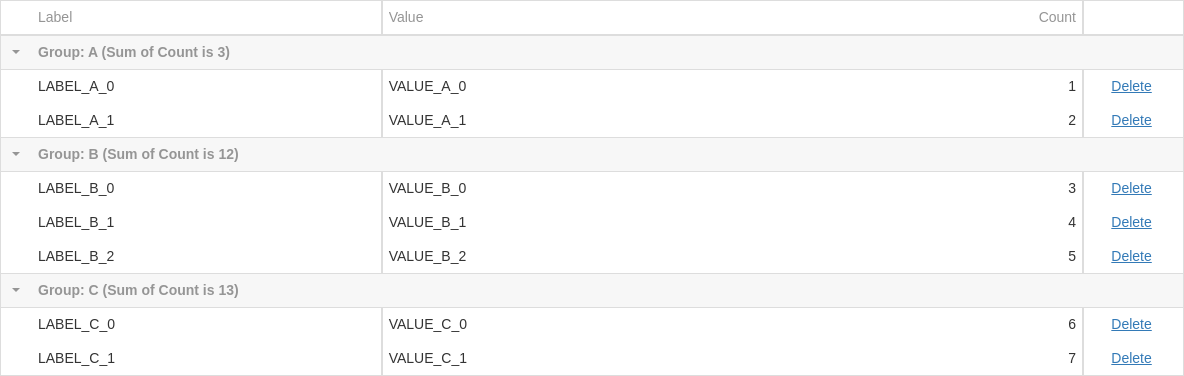 Label Value Count
Group: A (Sum of Count is 3)
LABEL_A_0 VALUE_A_0 1 Delete
LABEL_A_1 VALUE_A_1 2 Delete
Group: B (Sum of Count is 12)
LABEL_B_0 VALUE_B_0 3 Delete
LABEL_B_1 VALUE_B_1 4 Delete
LABEL_B_2 VALUE_B_2 5 Delete
Group: C (Sum of Count is 13)
LABEL_C_0 VALUE_C_0 6 Delete
LABEL_C_1 VALUE_C_1 7 Delete